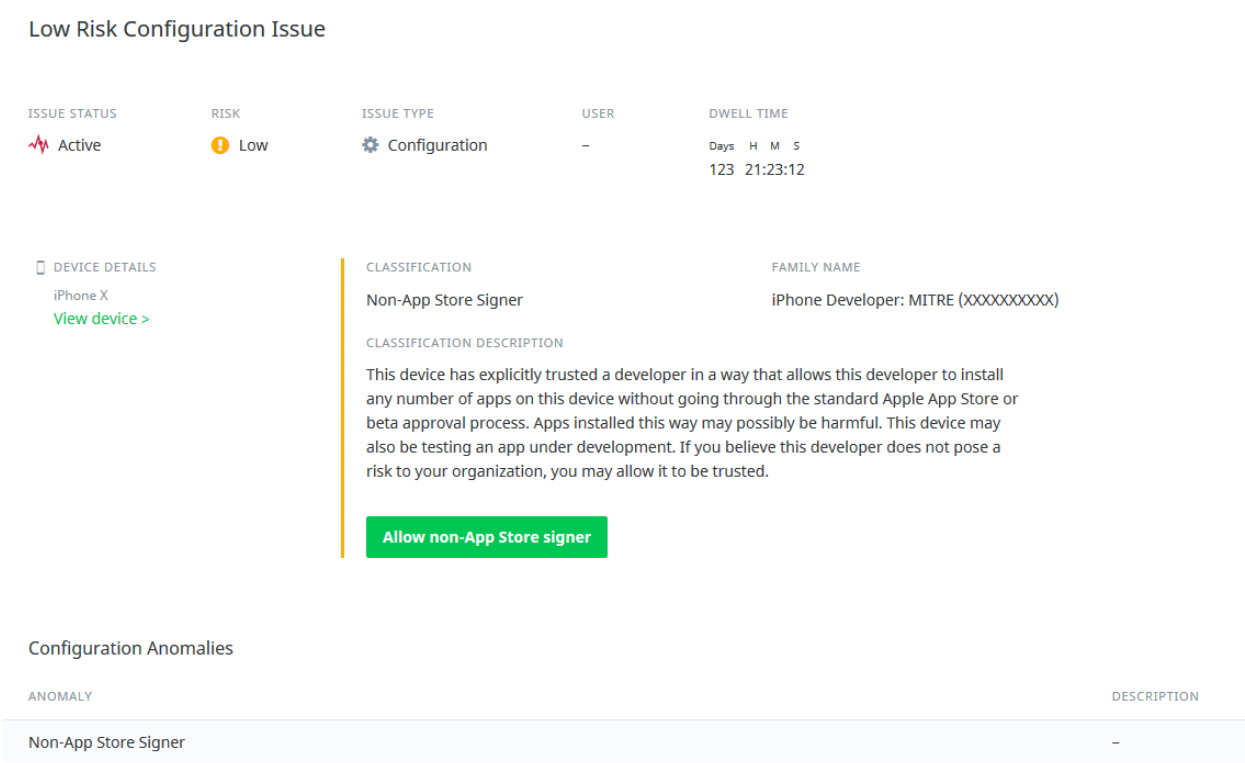 Low Risk Configuration Issue
ISSUE STATUS
RISK
ISSUE TYPE
USER
DWELL TIME
Active
Low
Configuration
–
Days H M S
123 21:23:12
DEVICE DETAILS
iPhone X
View device >
CLASSIFICATION
FAMILY NAME
Non-App Store Signer
iPhone Developer: MITRE (XXXXXXXXXX)
CLASSIFICATION DESCRIPTION
This device has explicitly trusted a developer in a way that allows this developer to install
any number of apps on this device without going through the standard Apple App Store or
beta approval process. Apps installed this way may possibly be harmful. This device may
also be testing an app under development. If you believe this developer does not pose a
risk to your organization, you may allow it to be trusted.
Allow non-App Store signer
Configuration Anomalies
ANOMALY
DESCRIPTION
Non-App Store Signer
–